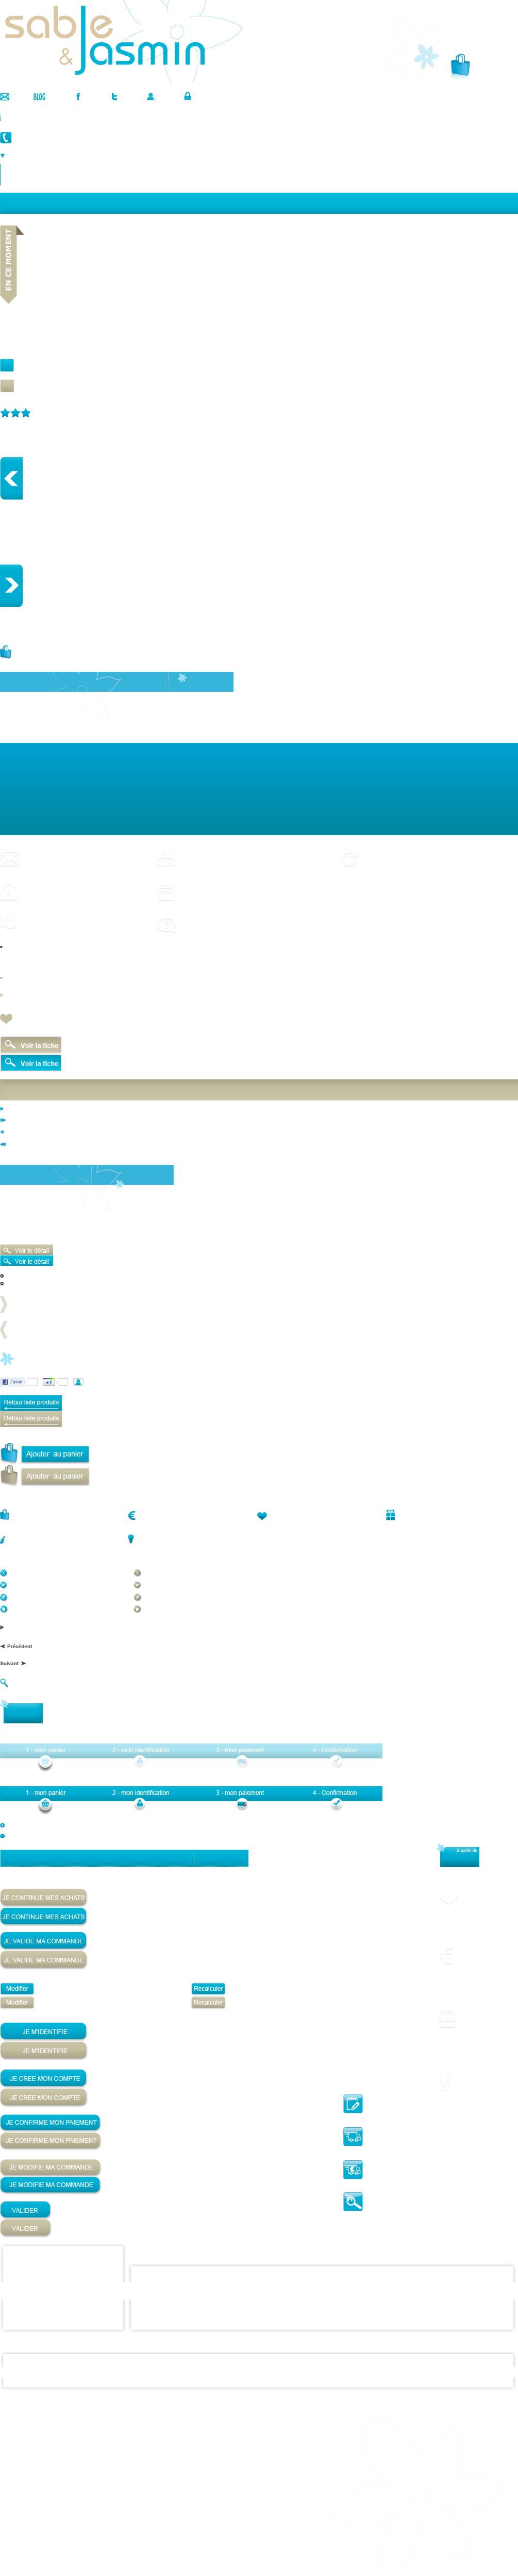 sable
& Jasmin
BLOG
EN CE MOMENT
Voir la fiche
Voir la fiche
Voir le détail
Voir le détail
J'aime
+1
Retour liste produits
Retour liste produits
Ajouter au panier
Ajouter au panier
Précédent
Suivant
1 - mon panier 2 - mon identification 3 - mon paiement 4 - Confirmation
1 - mon panier 2 - mon identification 3 - mon paiement 4 - Confirmation
à partir de
JE CONTINUE MES ACHATS
JE CONTINUE MES ACHATS
JE VALIDE MA COMMANDE
JE VALIDE MA COMMANDE
Modifier Recalculer
Modifier Recalculer
JE M'IDENTIFIE
JE M'IDENTIFIE
JE CREE MON COMPTE
JE CREE MON COMPTE
JE CONFIRME MON PAIEMENT
JE CONFIRME MON PAIEMENT
JE MODIFIE MA COMMANDE
JE MODIFIE MA COMMANDE
VALIDER
VALIDER